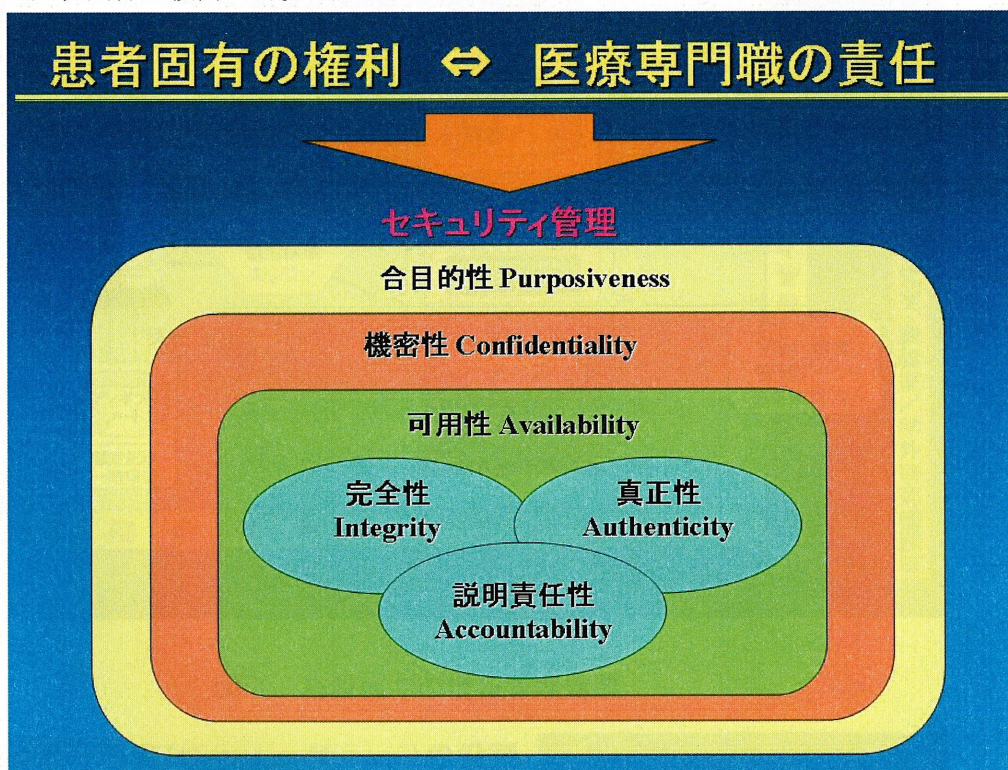 患者固有の権利 ⇔ 医療専門職の責任
セキュリティ管理
合目的性 Purposiveness
機密性 Confidentiality
可用性 Availability
完全性
Integrity
真正性
Authenticity
説明責任性
Accountability